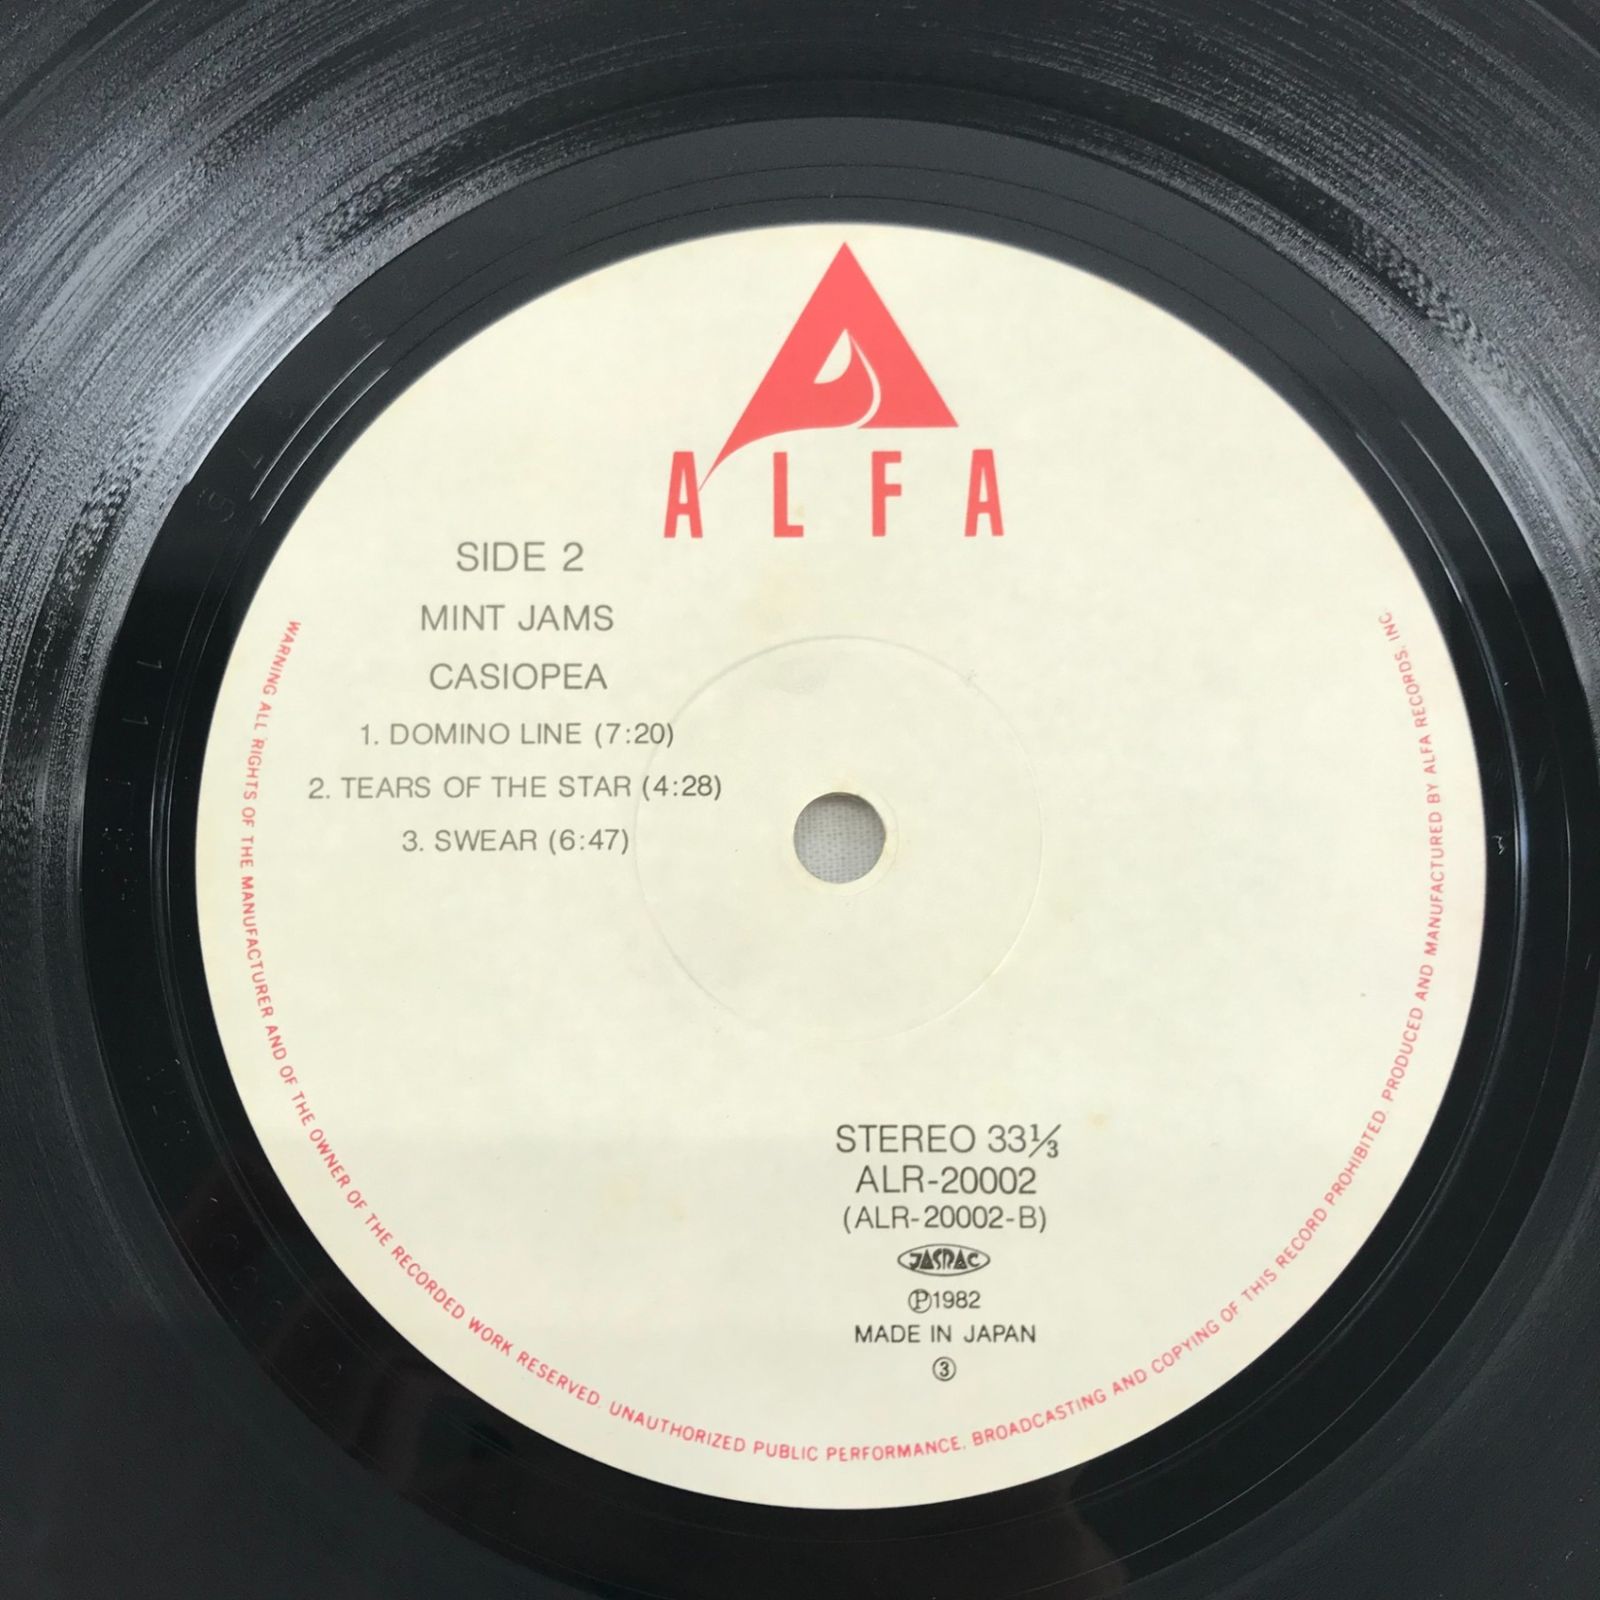 ALFA
SIDE 2
MINT JAMS
CASIOPEA
1. DOMINO LINE (7:20)
2. TEARS OF THE STAR (4:28)
3. SWEAR (6:47)
STEREO 33⅓
ALR-20002
(ALR-20002-B)
JASRAC
Ⓟ1982
MADE IN JAPAN
③
WARNING ALL RIGHTS OF THE MANUFACTURER AND OF THE OWNER OF THE RECORDED WORK RESERVED. UNAUTHORIZED PUBLIC PERFORMANCE, BROADCASTING AND COPYING OF THIS RECORD PROHIBITED. PRODUCED AND MANUFACTURED BY ALFA RECORDS, INC.